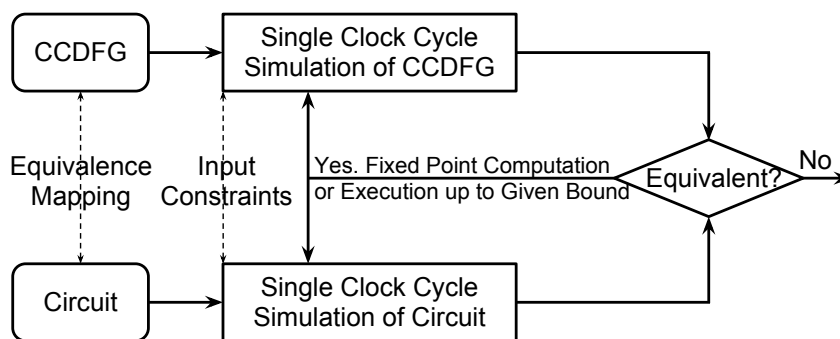 CCDFG
Single Clock Cycle
Simulation of CCDFG
Equivalence
Mapping
Input
Constraints
Yes. Fixed Point Computation
or Execution up to Given Bound
Equivalent?
No
Circuit
Single Clock Cycle
Simulation of Circuit